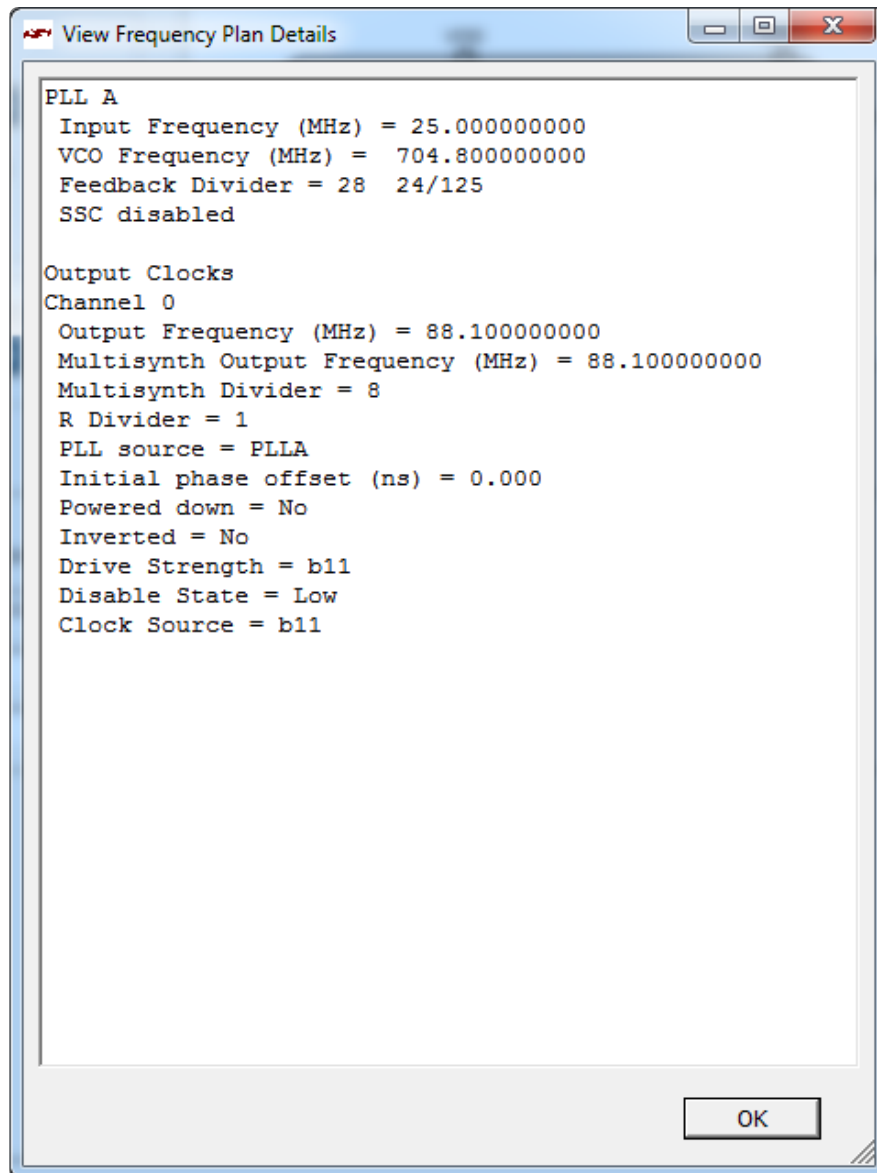 View Frequency Plan Details
PLL A
Input Frequency (MHz) = 25.000000000
VCO Frequency (MHz) =  704.800000000
Feedback Divider = 28  24/125
SSC disabled
Output Clocks
Channel 0
Output Frequency (MHz) = 88.100000000
Multisynth Output Frequency (MHz) = 88.100000000
Multisynth Divider = 8
R Divider = 1
PLL source = PLLA
Initial phase offset (ns) = 0.000
Powered down = No
Inverted = No
Drive Strength = b11
Disable State = Low
Clock Source = b11
OK